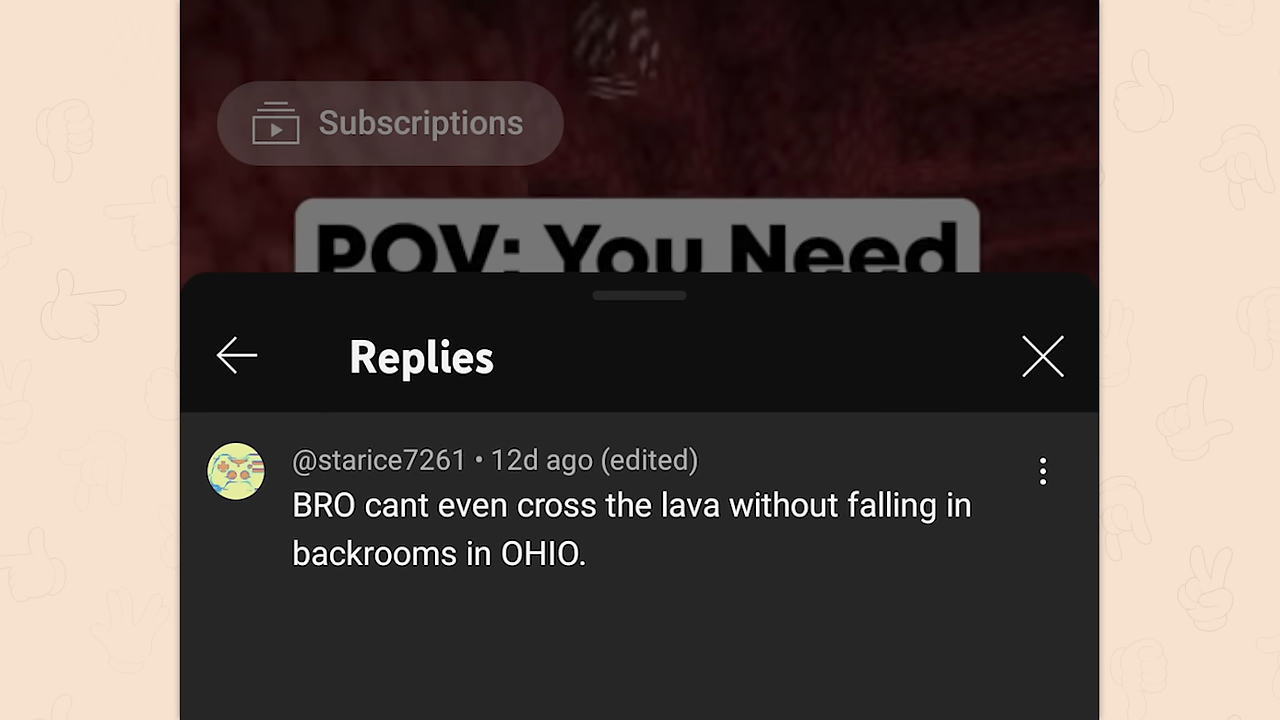 Subscriptions
POV: You Need
Replies
@starice7261 • 12d ago (edited)
BRO cant even cross the lava without falling in
backrooms in OHIO.